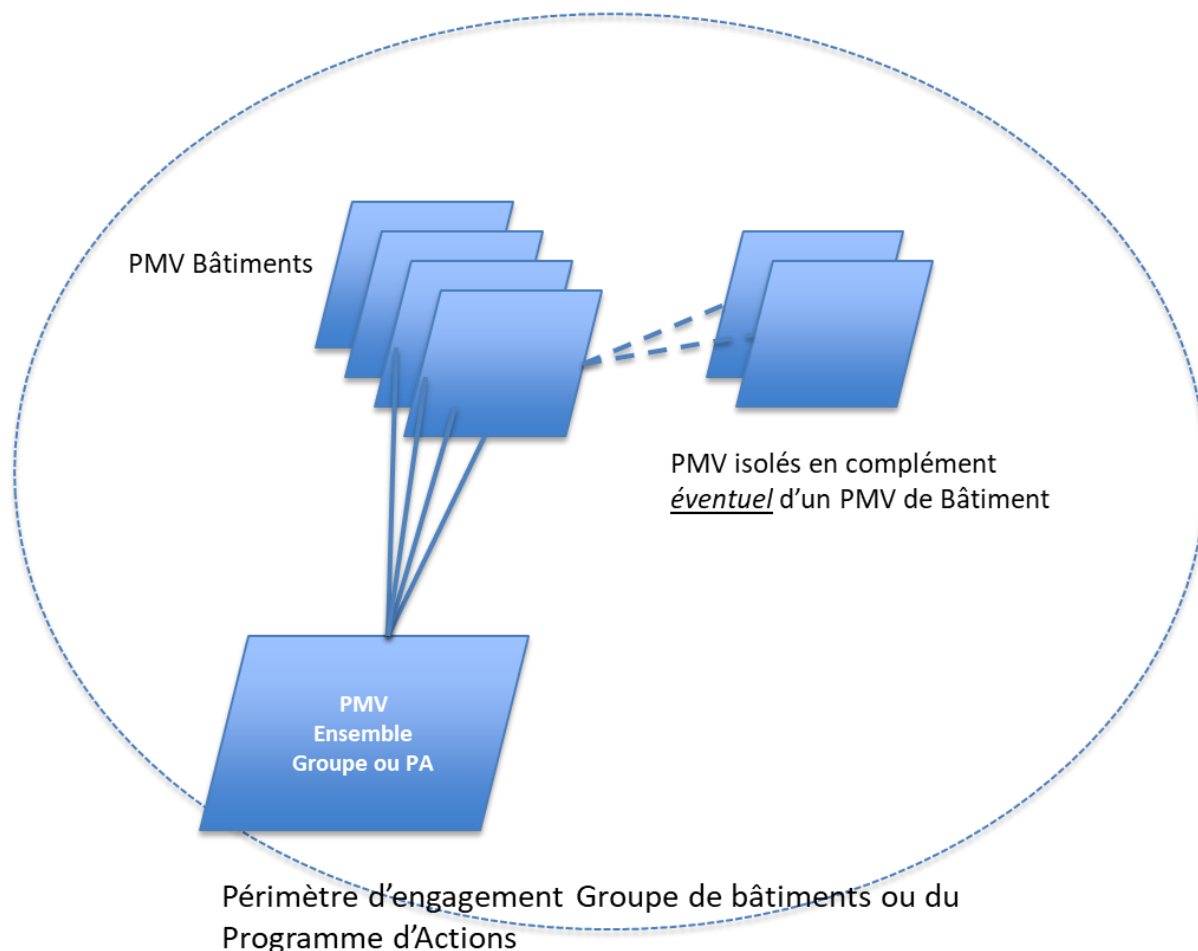 PMV Bâtiments
PMV isolés en complément
éventuel d’un PMV de Bâtiment
PMV
Ensemble
Groupe ou PA
Périmètre d’engagement Groupe de bâtiments ou du
Programme d’Actions